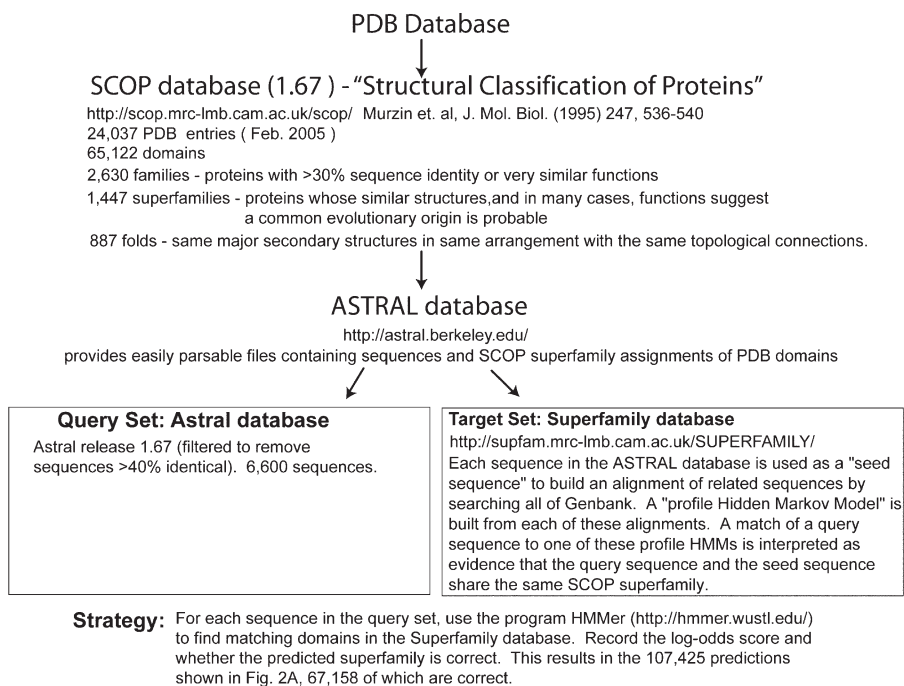 PDB Database
SCOP database (1.67 ) - “Structural Classification of Proteins”
http://scop.mrc-lmb.cam.ac.uk/scop/ Murzin et. al, J. Mol. Biol. (1995) 247, 536-540
24,037 PDB entries ( Feb. 2005 )
65,122 domains
2,630 families - proteins with >30% sequence identity or very similar functions
1,447 superfamilies - proteins whose similar structures,and in many cases, functions suggest
a common evolutionary origin is probable
887 folds - same major secondary structures in same arrangement with the same topological connections.
ASTRAL database
http://astral.berkeley.edu/
provides easily parsable files containing sequences and SCOP superfamily assignments of PDB domains
Query Set: Astral database
Astral release 1.67 (filtered to remove
sequences >40% identical). 6,600 sequences.
Target Set: Superfamily database
http://supfam.mrc-lmb.cam.ac.uk/SUPERFAMILY/
Each sequence in the ASTRAL database is used as a "seed
sequence" to build an alignment of related sequences by
searching all of Genbank. A "profile Hidden Markov Model" is
built from each of these alignments. A match of a query
sequence to one of these profile HMMs is interpreted as
evidence that the query sequence and the seed sequence
share the same SCOP superfamily.
Strategy: For each sequence in the query set, use the program HMMer (http://hmmer.wustl.edu/)
to find matching domains in the Superfamily database. Record the log-odds score and
whether the predicted superfamily is correct. This results in the 107,425 predictions
shown in Fig. 2A, 67,158 of which are correct.